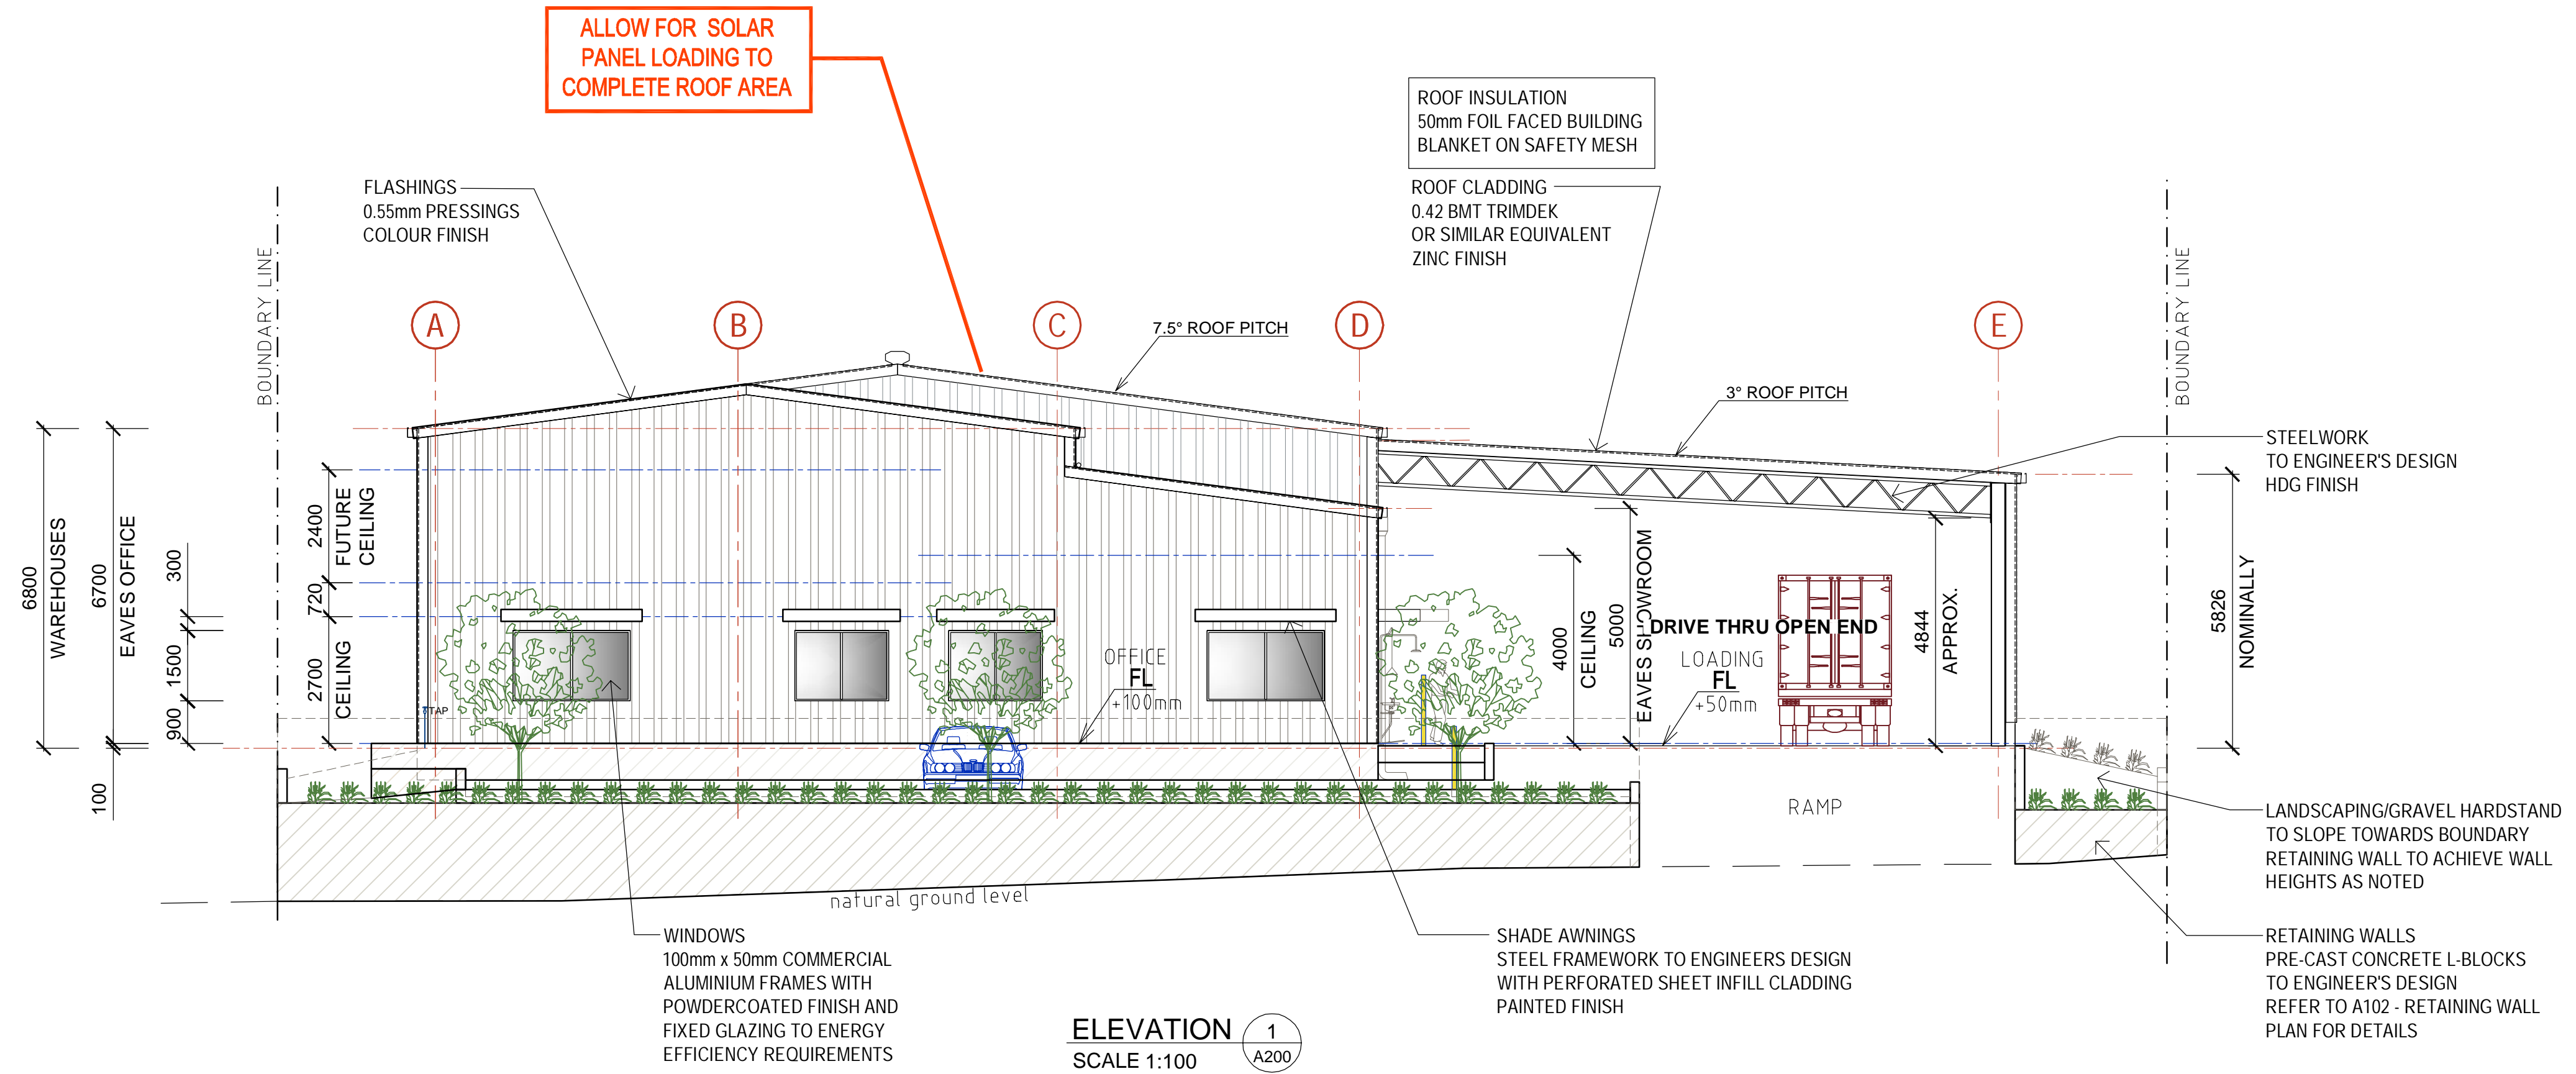 ALLOW FOR SOLAR
PANEL LOADING TO
COMPLETE ROOF AREA
ROOF INSULATION
50mm FOIL FACED BUILDING
BLANKET ON SAFETY MESH
FLASHINGS
0.55mm PRESSINGS
COLOUR FINISH
ROOF CLADDING
0.42 BMT TRIMDEK
OR SIMILAR EQUIVALENT
ZINC FINISH
BOUNDARY LINE
BOUNDARY LINE
A
B
C
D
E
7.5° ROOF PITCH
3° ROOF PITCH
STEELWORK
TO ENGINEER'S DESIGN
HDG FINISH
6800
WAREHOUSES
6700
EAVES OFFICE
100
300
1500
900
2400
FUTURE
CEILING
720
2700
CEILING
TAP
OFFICE
FL
+100mm
4000
CEILING
5000
EAVES SHOWROOM
DRIVE THRU OPEN END
LOADING
FL
+50mm
4844
APPROX.
5826
NOMINALLY
RAMP
LANDSCAPING/GRAVEL HARDSTAND
TO SLOPE TOWARDS BOUNDARY
RETAINING WALL TO ACHIEVE WALL
HEIGHTS AS NOTED
natural ground level
WINDOWS
100mm x 50mm COMMERCIAL
ALUMINIUM FRAMES WITH
POWDERCOATED FINISH AND
FIXED GLAZING TO ENERGY
EFFICIENCY REQUIREMENTS
SHADE AWNINGS
STEEL FRAMEWORK TO ENGINEERS DESIGN
WITH PERFORATED SHEET INFILL CLADDING
PAINTED FINISH
RETAINING WALLS
PRE-CAST CONCRETE L-BLOCKS
TO ENGINEER'S DESIGN
REFER TO A102 - RETAINING WALL
PLAN FOR DETAILS
ELEVATION
SCALE 1:100
1
A200